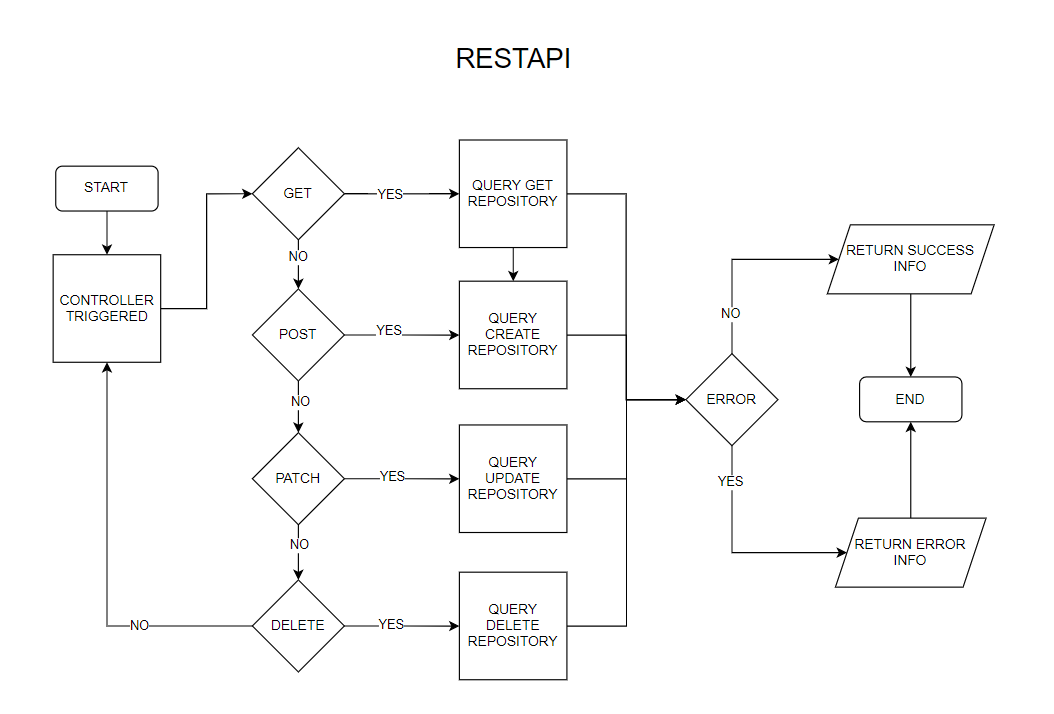 RESTAPI
START
CONTROLLER
TRIGGERED
GET
YES
QUERY GET
REPOSITORY
NO
POST
YES
QUERY
CREATE
REPOSITORY
NO
PATCH
YES
QUERY
UPDATE
REPOSITORY
NO
DELETE
YES
QUERY
DELETE
REPOSITORY
NO
ERROR
NO
RETURN SUCCESS
INFO
YES
RETURN ERROR
INFO
END